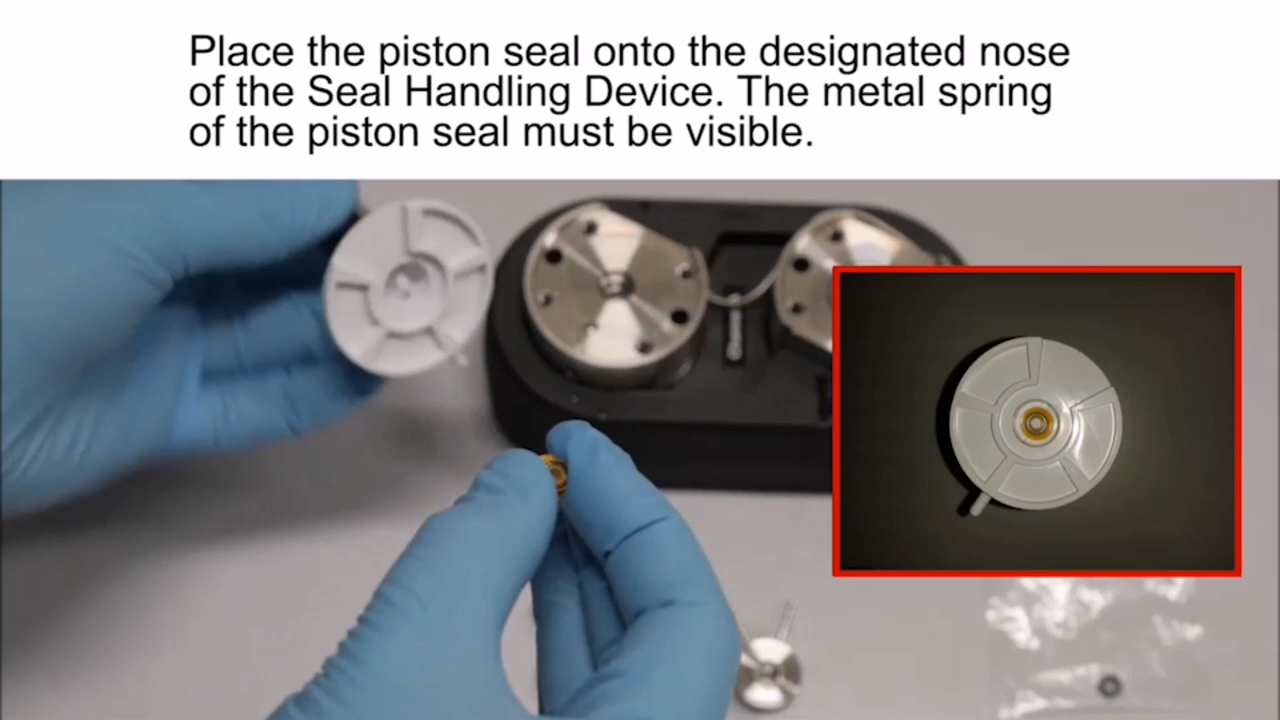 Place the piston seal onto the designated nose
of the Seal Handling Device. The metal spring
of the piston seal must be visible.